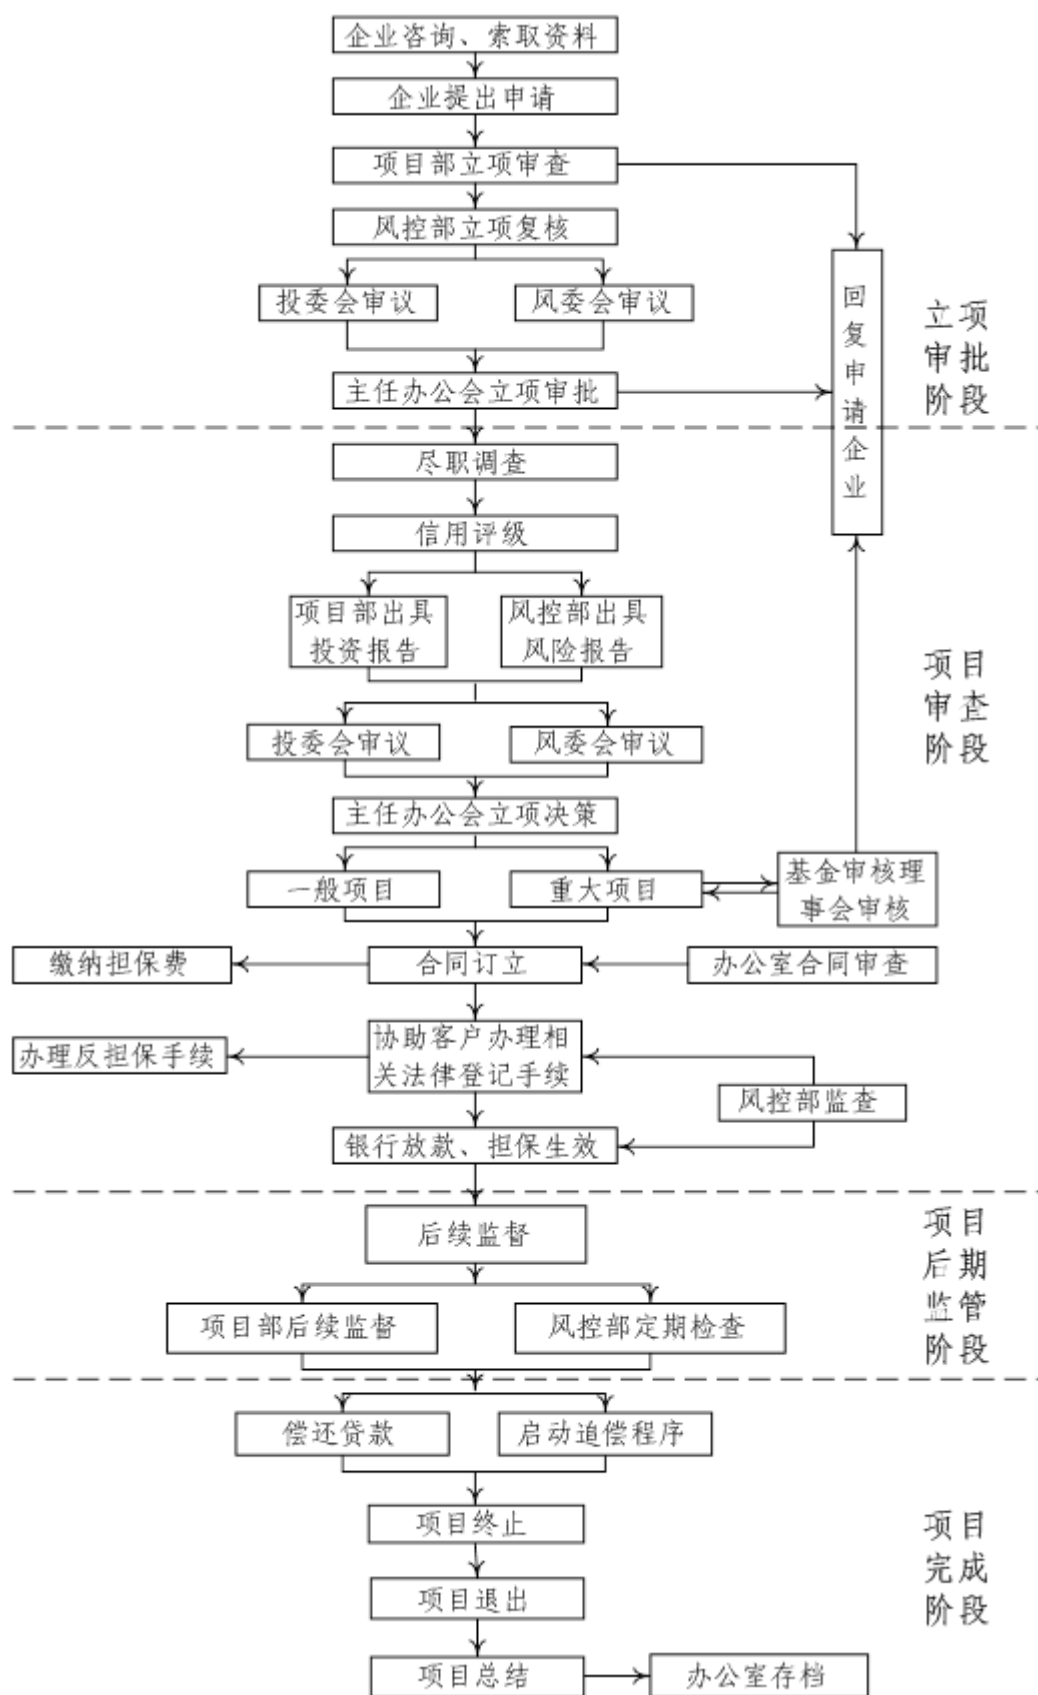 企业咨询、索取资料
企业提出申请
项目部立项审查
风控部立项复核
投委会审议
风委会审议
主任办公会立项审批
回复申请企业
立项
审批
阶段
尽职调查
信用评级
项目部出具
投资报告
风控部出具
风险报告
投委会审议
风委会审议
主任办公会立项决策
一般项目
重大项目
基金审核理
事会审核
项目
审查
阶段
缴纳担保费
合同订立
办公室合同审查
办理反担保手续
协助客户办理相
关法律登记手续
风控部监查
银行放款、担保生效
后续监督
项目部后续监督
风控部定期检查
项目
后期
监管
阶段
偿还贷款
启动追偿程序
项目终止
项目退出
项目总结
办公室存档
项目
完成
阶段